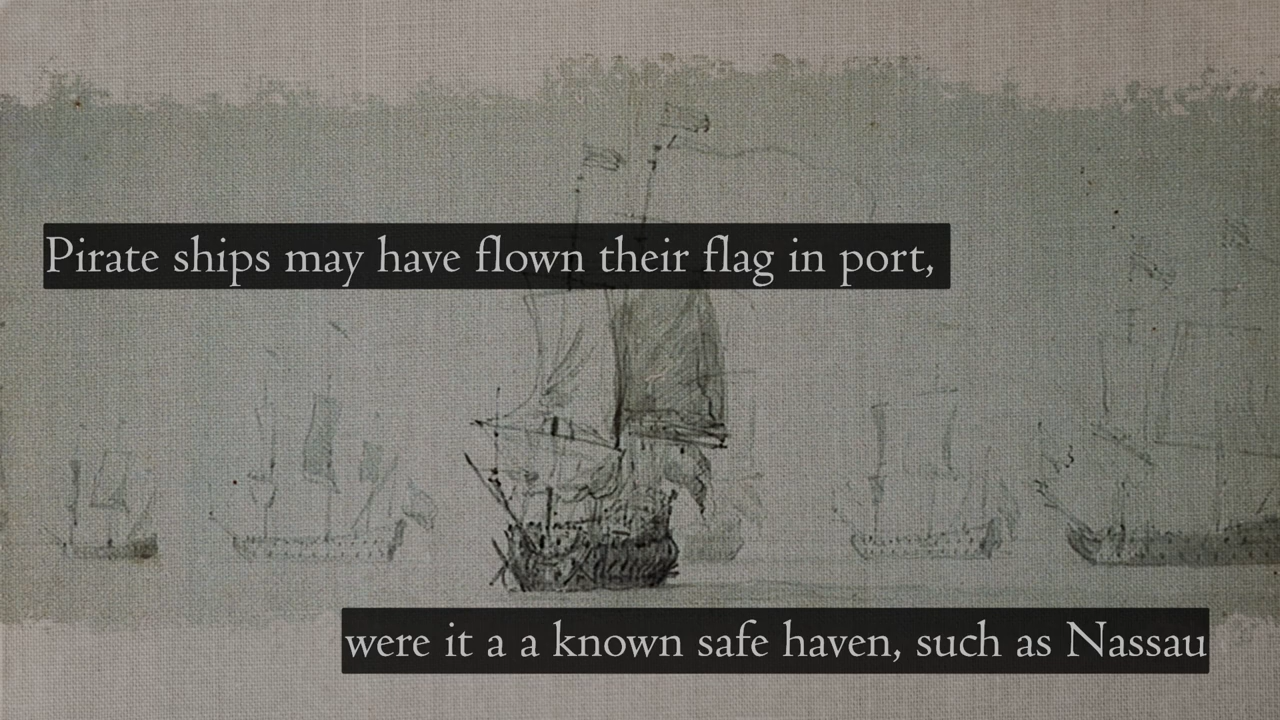 Pirate ships may have flown their flag in port,
were it a a known safe haven, such as Nassau